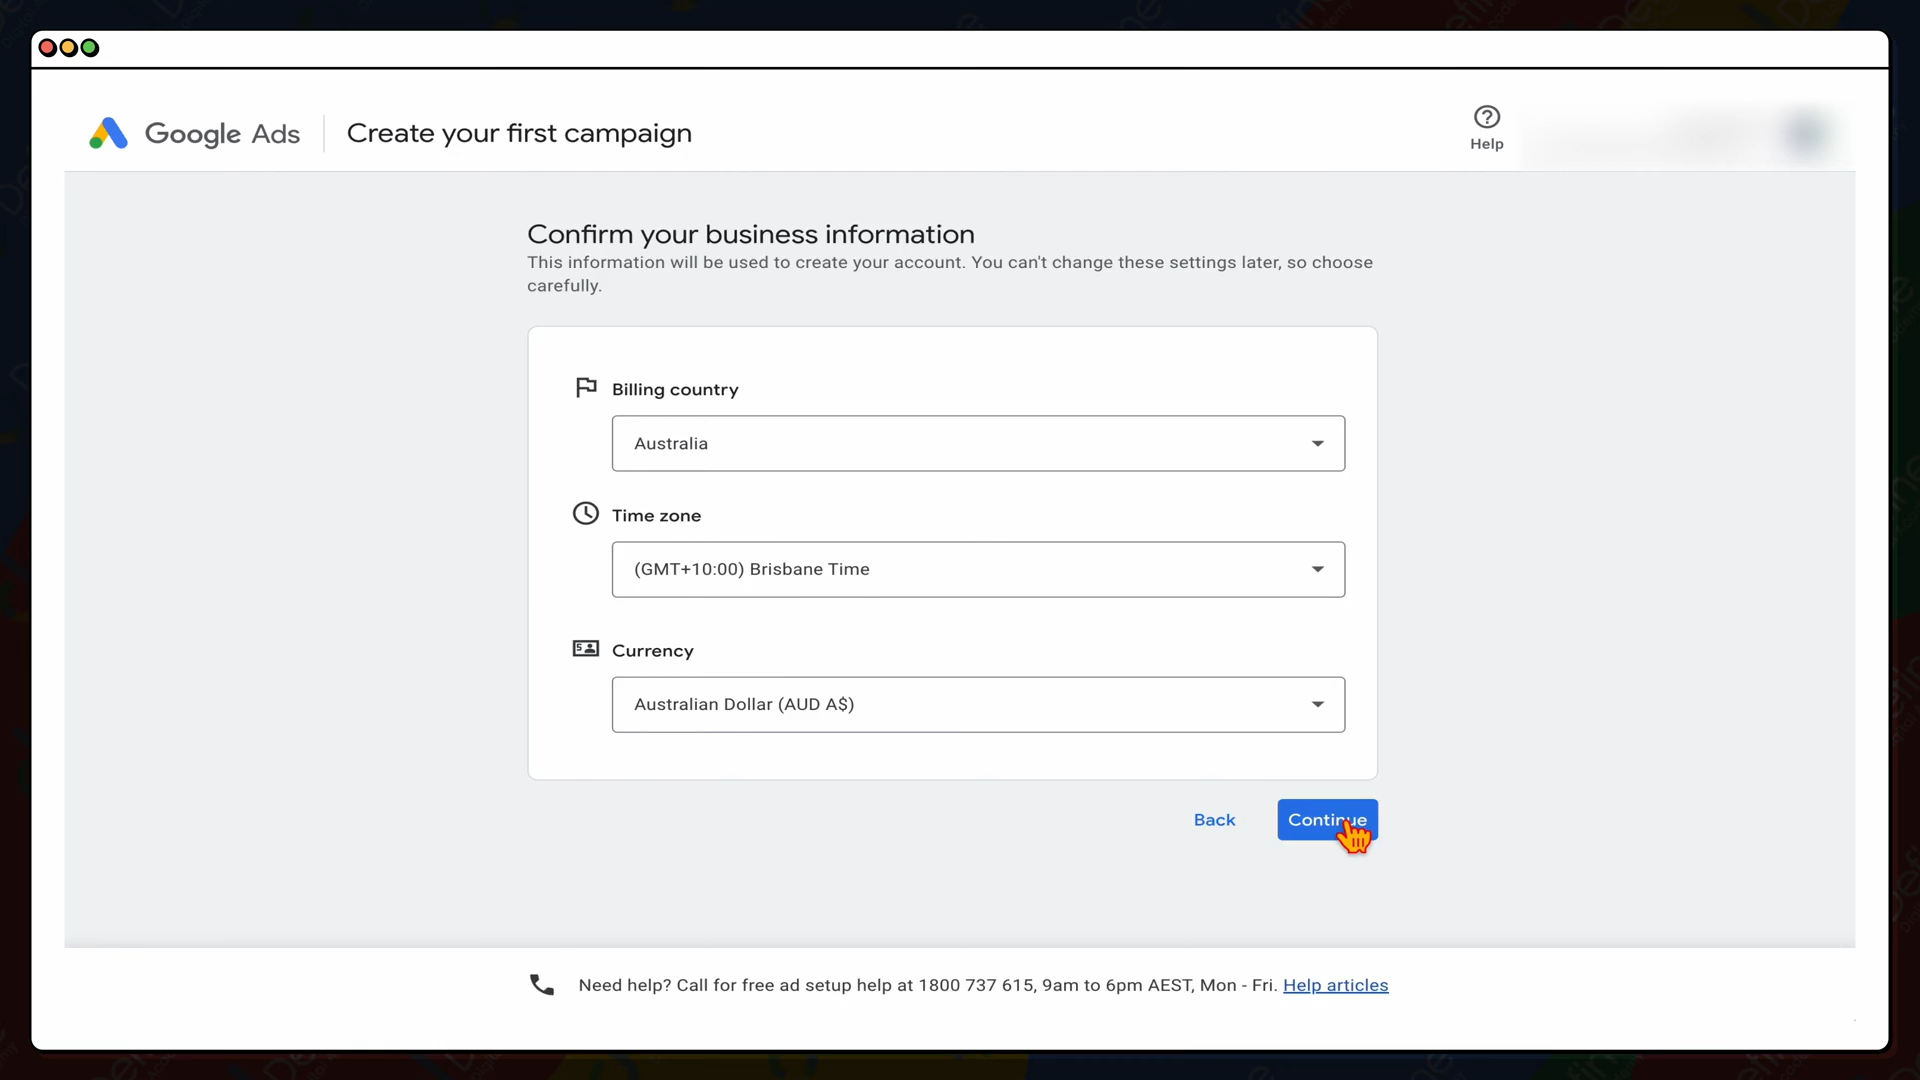 Google Ads
Create your first campaign
Help
Confirm your business information
This information will be used to create your account. You can't change these settings later, so choose
carefully.
Billing country
Australia
Time zone
(GMT+10:00) Brisbane Time
Currency
Australian Dollar (AUD A$)
Back
Continue
Need help? Call for free ad setup help at 1800 737 615, 9am to 6pm AEST, Mon - Fri. Help articles